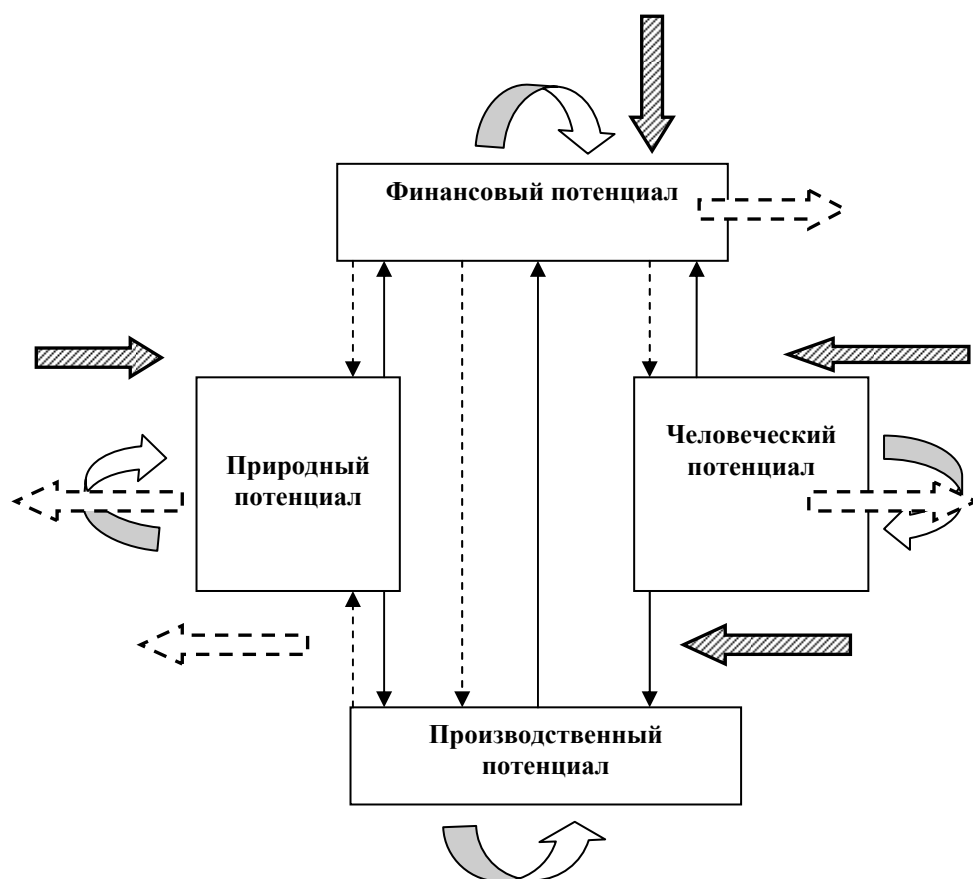 Финансовый потенциал
Природный
потенциал
Человеческий
потенциал
Производственный
потенциал